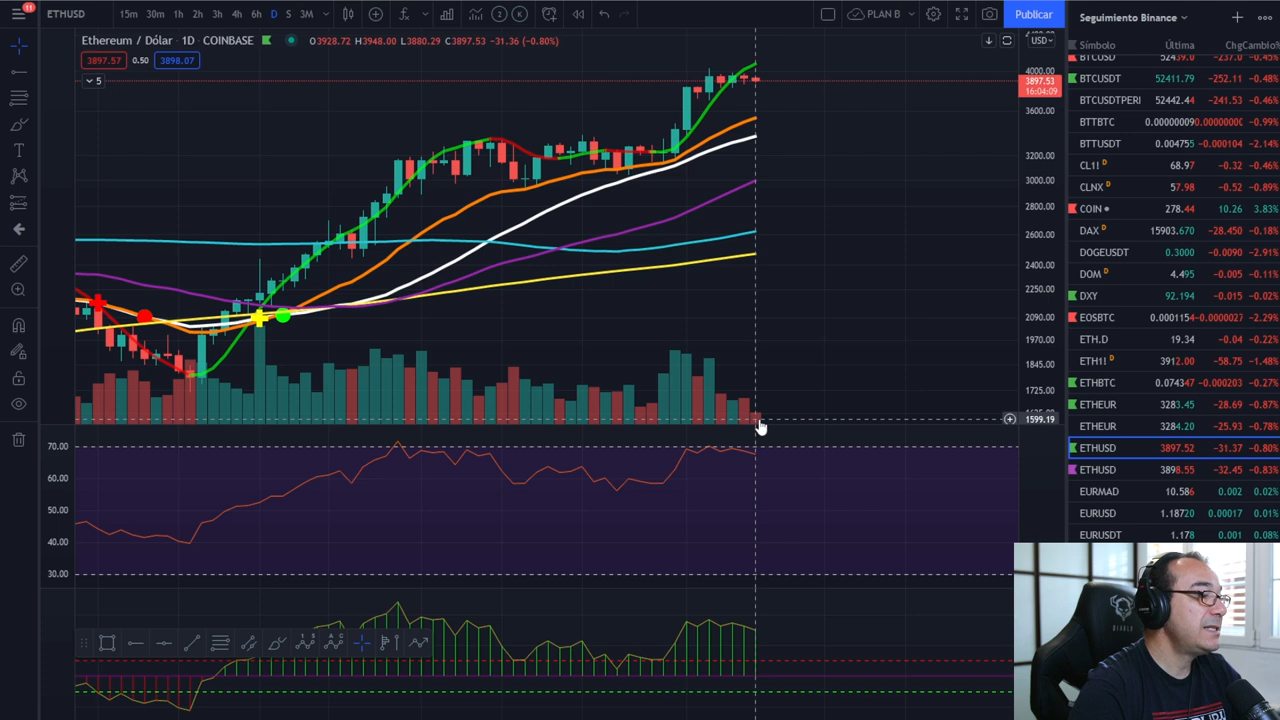 11
ETHUSD
15m 30m 1h 2h 3h 4h 6h D S 3M
2 K
PLAN B
Publicar
Ethereum / Dólar · 1D · COINBASE
O3928.72 H3948.00 L3880.29 C3897.53 -31.36 (-0.80%)
3897.57 0.50 3898.07
5
USD
4000.00
3897.53
16:04:09
3600.00
3200.00
3000.00
2800.00
2600.00
2400.00
2250.00
2090.00
1970.00
1845.00
1725.00
1599.19
70.00
60.00
50.00
40.00
30.00
Seguimiento Binance
Símbolo Última Chg Cambio%
BTCUSD 52439.0 -237.0 -0.45%
BTCUSDT 52411.79 -252.11 -0.48%
BTCUSDTPERI 52442.44 -241.53 -0.46%
BTTBTC 0.00000009 0.0000000 -0.99%
BTTUSDT 0.004755 -0.000104 -2.14%
CL1! D 68.97 -0.32 -0.46%
CLNX D 57.98 -0.52 -0.89%
COIN 278.44 10.26 3.83%
DAX D 15903.670 -28.450 -0.18%
DOGEUSDT 0.3000 -0.0090 -2.91%
DOM D 4.495 -0.005 -0.11%
DXY 92.194 -0.015 -0.02%
EOSBTC 0.0001154 -0.0000027 -2.29%
ETH.D 19.34 -0.04 -0.22%
ETH1! D 3912.00 -58.75 -1.48%
ETHBTC 0.074347 -0.000203 -0.27%
ETHEUR 3283.45 -28.69 -0.87%
ETHEUR 3284.20 -25.93 -0.78%
ETHUSD 3897.52 -31.37 -0.80%
ETHUSD 3898.55 -32.45 -0.83%
EURMAD 10.586 0.002 0.02%
EURUSD 1.18720 0.00017 0.01%
EURUSDT 1.178 0.001 0.08%